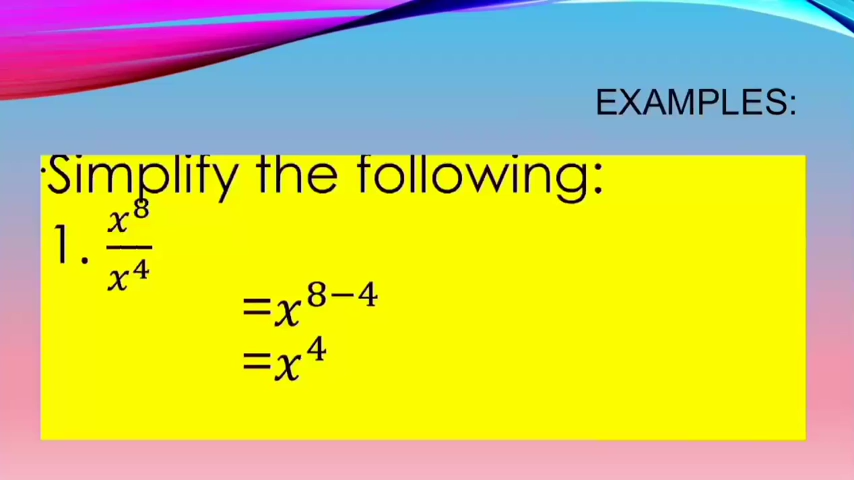 EXAMPLES:
•Simplify the following:
1. x⁸/x⁴
=x⁸⁻⁴
=x⁴